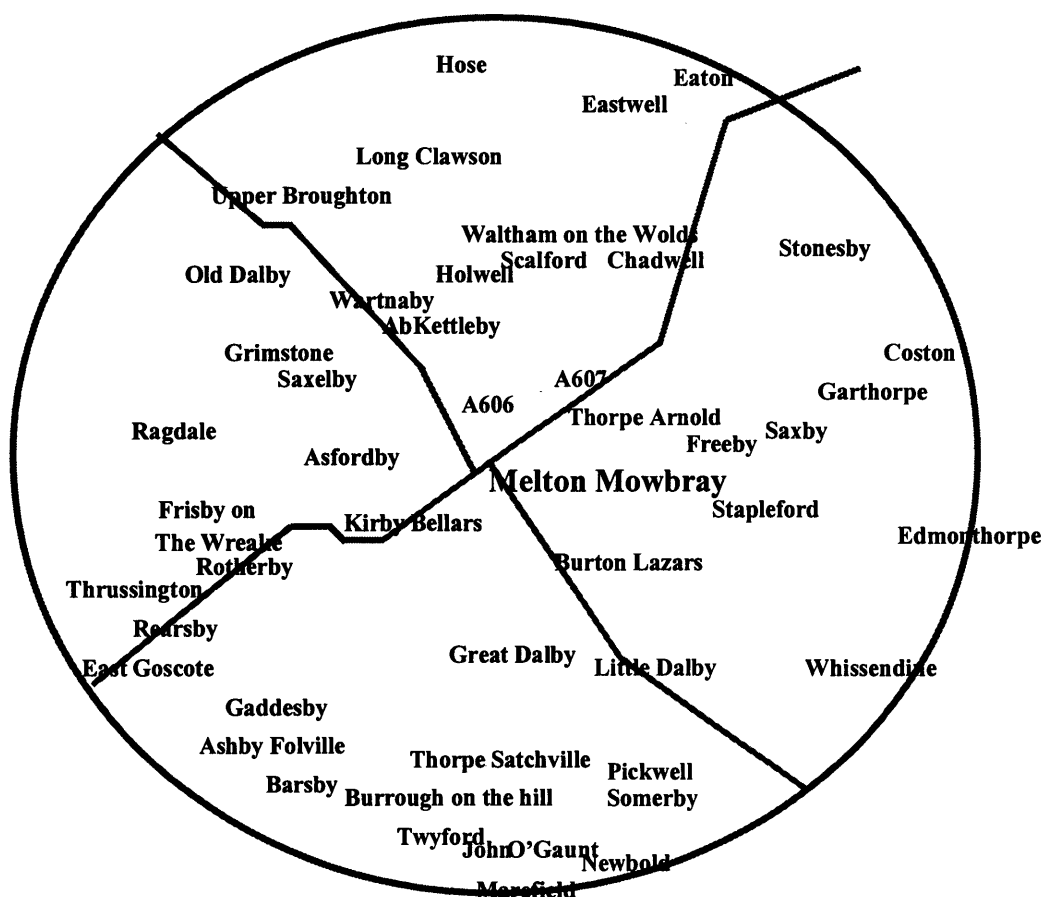 Hose
Eaton
Eastwell
Long Clawson
Upper Broughton
Waltham on the Wolds
Stonesby
Scalford Chadwell
Old Dalby
Holwell
Wartnaby
AbKettleby
Grimstone
Coston
Saxelby
A607
Garthorpe
A606
Thorpe Arnold
Ragdale
Saxby
Freeby
Asfordby
Melton Mowbray
Frisby on
Stapleford
Kirby Bellars
Edmonthorpe
The Wreake
Rotherby
Burton Lazars
Thrussington
Rearsby
Great Dalby
East Goscote
Little Dalby
Whissendine
Gaddesby
Ashby Folville
Thorpe Satchville
Pickwell
Barsby
Burrough on the hill
Somerby
Twyford
JohnO’Gaunt
Newbold